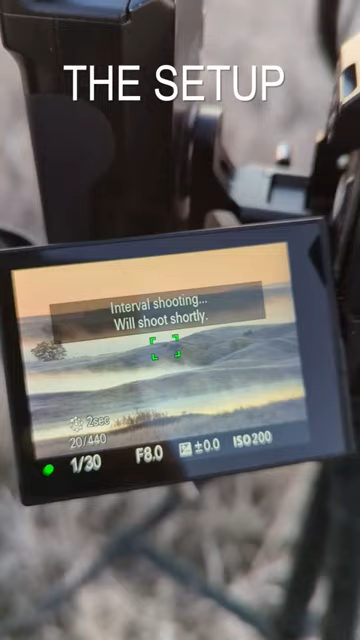 THE SETUP
Interval shooting...
Will shoot shortly.
2sec
20/440
1/30 F8.0 ±0.0 ISO200